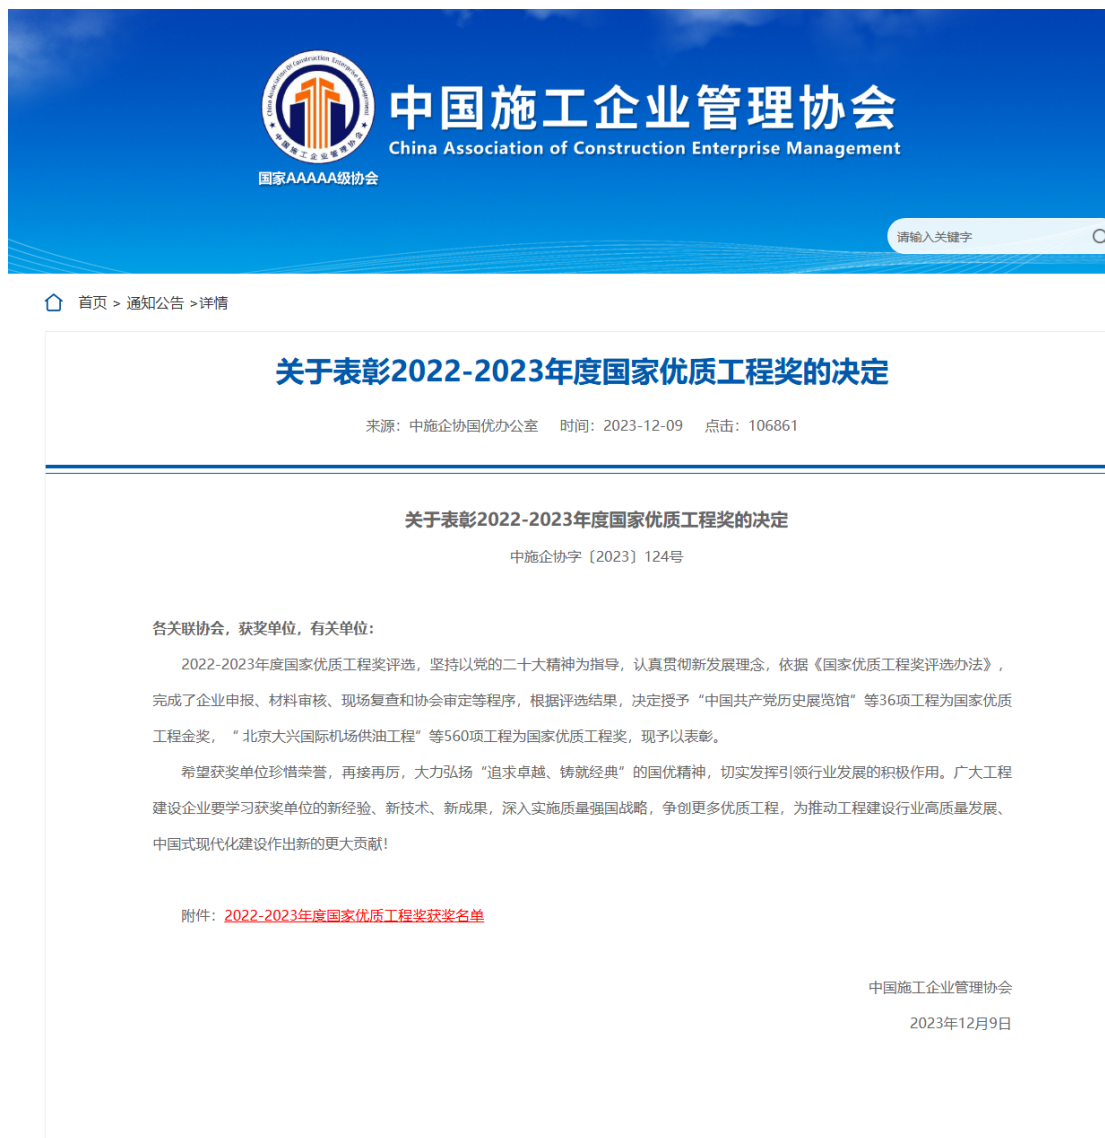 China Association Of Construction Enterprise Management
中国施工企业管理协会
中国施工企业管理协会
China Association of Construction Enterprise Management
国家AAAAA级协会
请输入关键字
首页 > 通知公告 >详情
关于表彰2022-2023年度国家优质工程奖的决定
来源：中施企协国优办公室 时间：2023-12-09 点击：106861
关于表彰2022-2023年度国家优质工程奖的决定
中施企协字〔2023〕124号
各关联协会，获奖单位，有关单位：
2022-2023年度国家优质工程奖评选，坚持以党的二十大精神为指导，认真贯彻新发展理念，依据《国家优质工程奖评选办法》，
完成了企业申报、材料审核、现场复查和协会审定等程序，根据评选结果，决定授予“中国共产党历史展览馆”等36项工程为国家优质
工程金奖，“ 北京大兴国际机场供油工程”等560项工程为国家优质工程奖，现予以表彰。
希望获奖单位珍惜荣誉，再接再厉，大力弘扬“追求卓越、铸就经典”的国优精神，切实发挥引领行业发展的积极作用。广大工程
建设企业要学习获奖单位的新经验、新技术、新成果，深入实施质量强国战略，争创更多优质工程，为推动工程建设行业高质量发展、
中国式现代化建设作出新的更大贡献！
附件：2022-2023年度国家优质工程奖获奖名单
中国施工企业管理协会
2023年12月9日